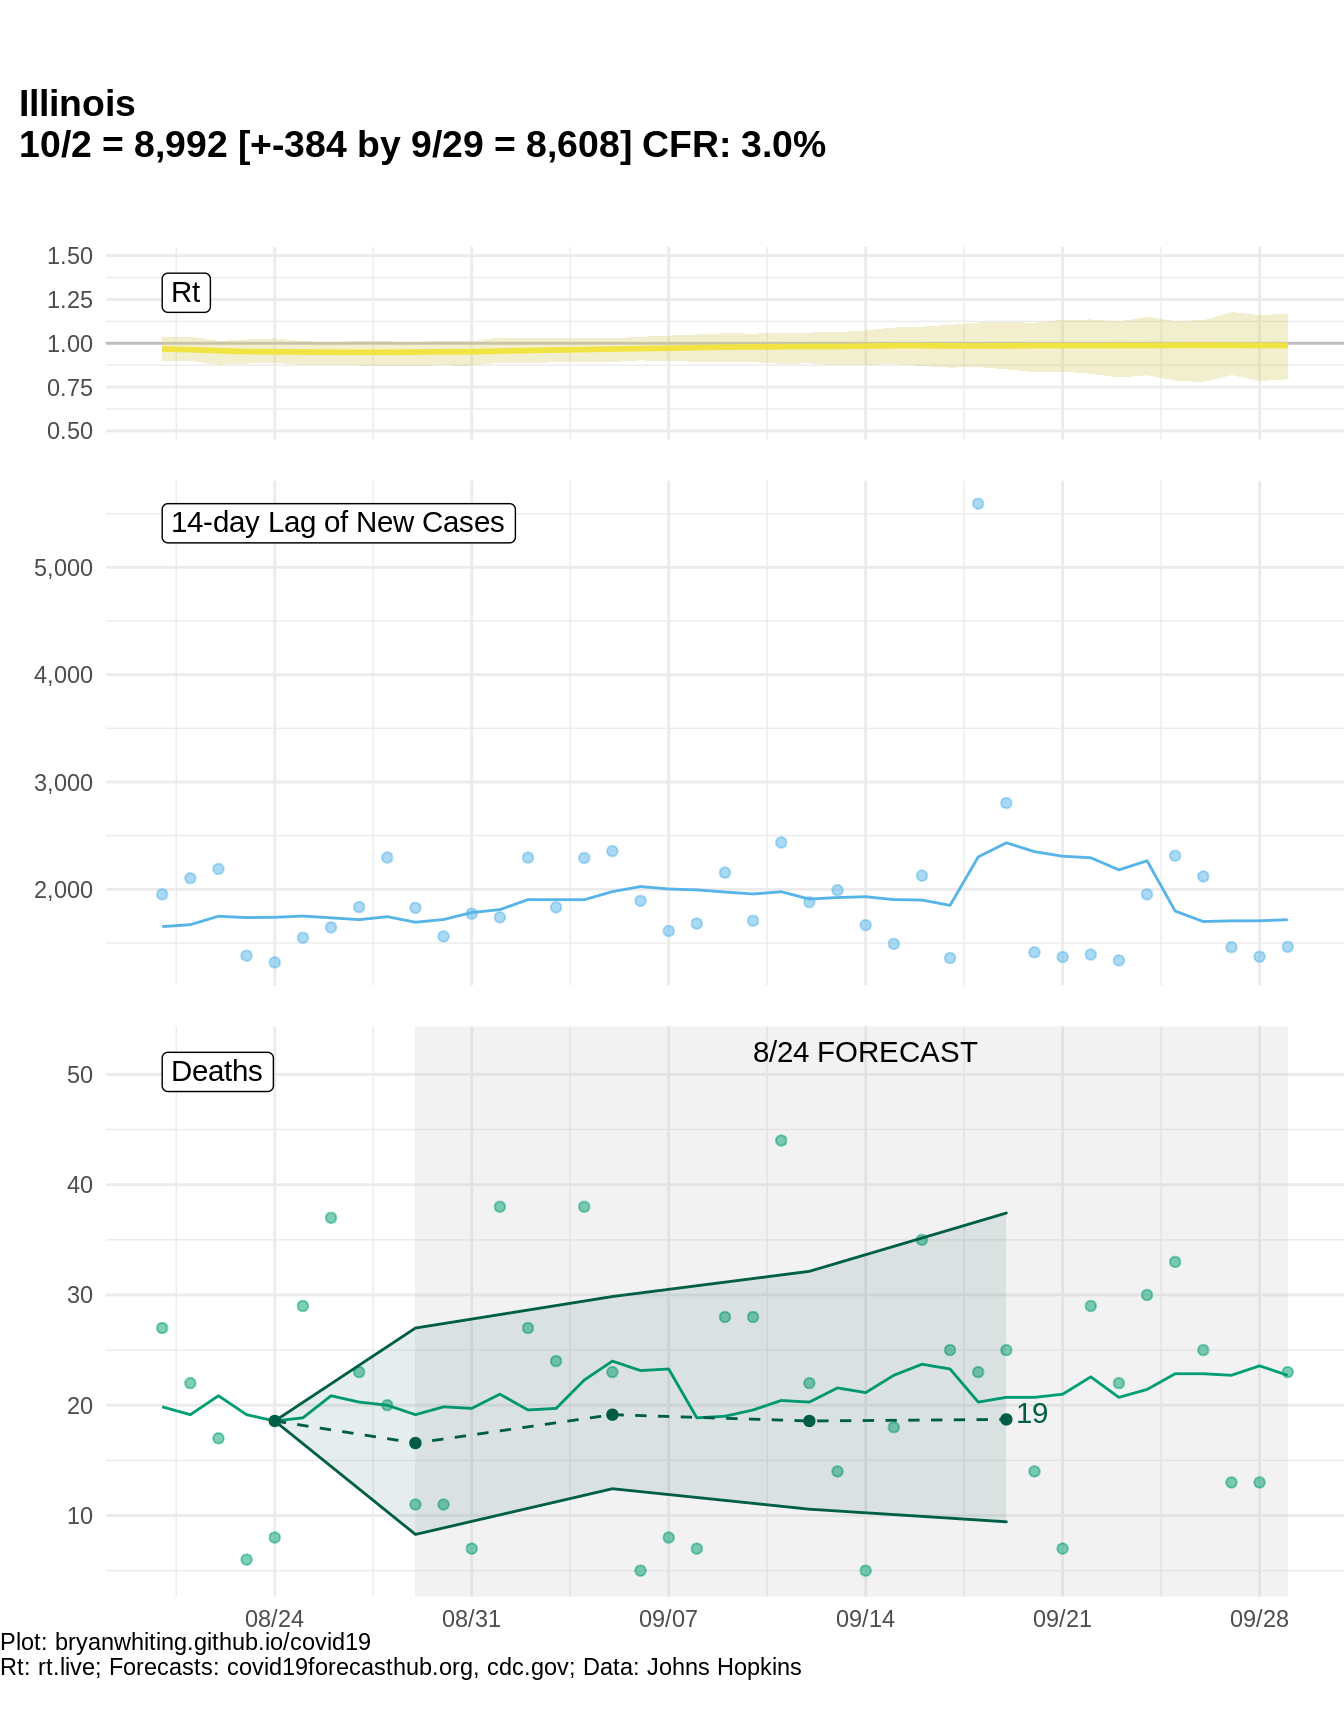 Illinois
10/2 = 8,992 [+-384 by 9/29 = 8,608] CFR: 3.0%
1.50
1.25
1.00
0.75
0.50
Rt
14-day Lag of New Cases
5,000
4,000
3,000
2,000
8/24 FORECAST
Deaths
50
40
30
20
10
19
08/24
08/31
09/07
09/14
09/21
09/28
Plot: bryanwhiting.github.io/covid19
Rt: rt.live; Forecasts: covid19forecasthub.org, cdc.gov; Data: Johns Hopkins